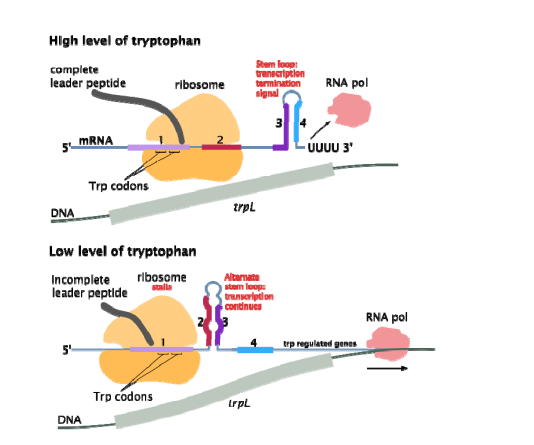 High level of tryptophan
complete
leader peptide
ribosome
Stem loop:
transcription
termination
signal
RNA pol
3
4
5'
mRNA
1
2
UUUU 3'
Trp codons
trpL
DNA
Low level of tryptophan
Incomplete
leader peptide
ribosome
stalls
Alternate
stem loop:
transcription
continues
RNA pol
2
3
5'
1
4
trp regulated genes
Trp codons
trpL
DNA